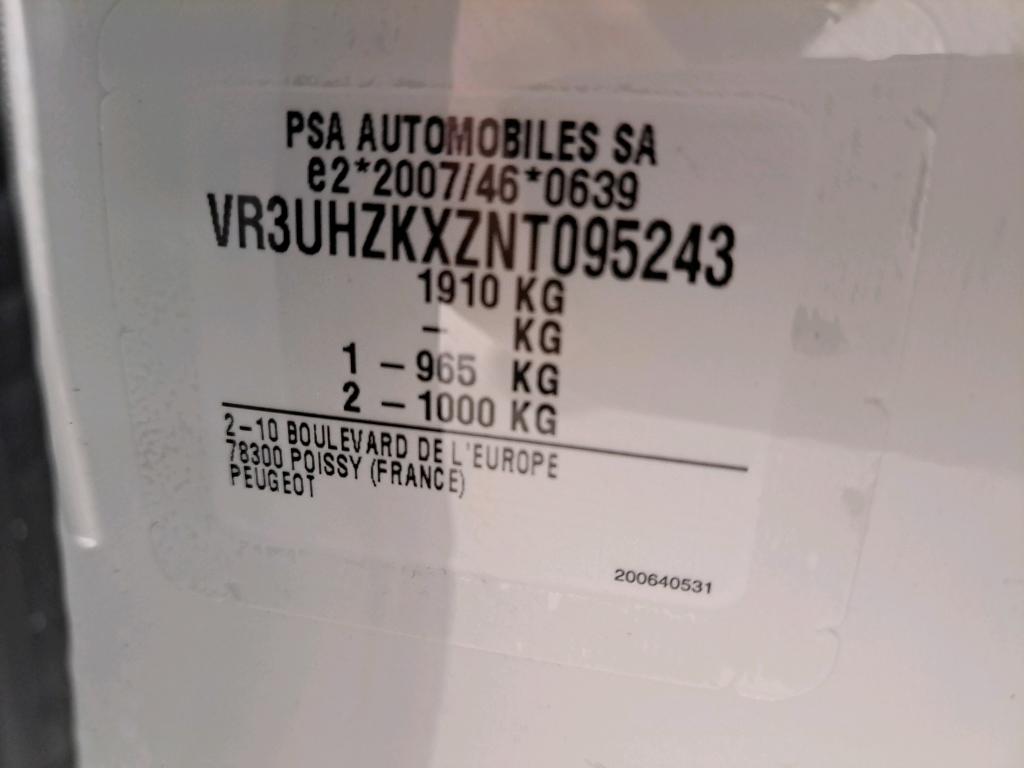 PSA AUTOMOBILES SA
e2*2007/46*0639
VR3UHZKXZNT095243
1910 KG
- KG
1 -965 KG
2 -1000 KG
2-10 BOULEVARD DE L'EUROPE
78300 POISSY (FRANCE)
PEUGEOT
200640531